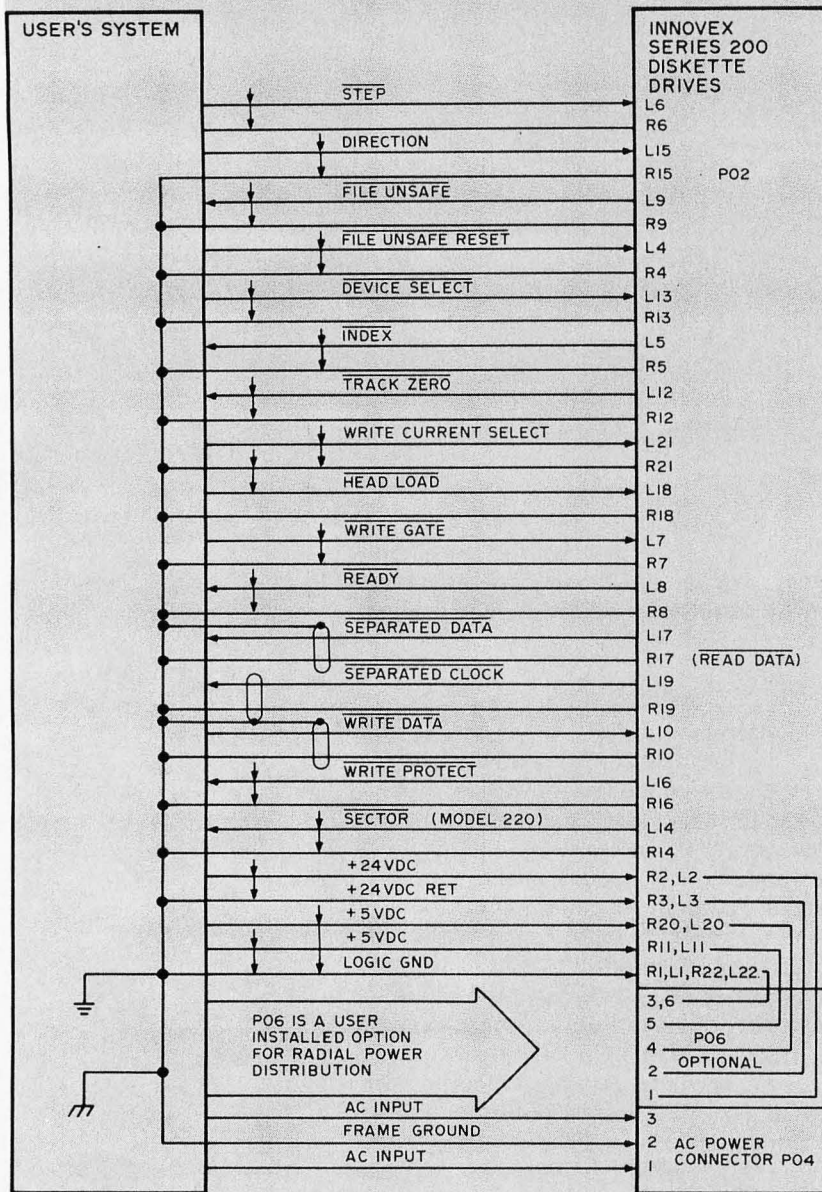 USER'S SYSTEM
INNOVEX
SERIES 200
DISKETTE
DRIVES
STEP
L6
R6
DIRECTION
L15
R15 PO2
FILE UNSAFE
L9
R9
FILE UNSAFE RESET
L4
R4
DEVICE SELECT
L13
R13
INDEX
L5
R5
TRACK ZERO
L12
R12
WRITE CURRENT SELECT
L21
R21
HEAD LOAD
L18
R18
WRITE GATE
L7
R7
READY
L8
R8
SEPARATED DATA
L17
R17 (READ DATA)
SEPARATED CLOCK
L19
R19
WRITE DATA
L10
R10
WRITE PROTECT
L16
R16
SECTOR (MODEL 220)
L14
R14
+24VDC
R2,L2
+24VDC RET
R3,L3
+5VDC
R20,L20
+5VDC
R11,L11
LOGIC GND
R1,L1,R22,L22
3,6
5
4 PO6
2 OPTIONAL
1
PO6 IS A USER
INSTALLED OPTION
FOR RADIAL POWER
DISTRIBUTION
AC INPUT
3
FRAME GROUND
2
AC INPUT
1
AC POWER
CONNECTOR PO4